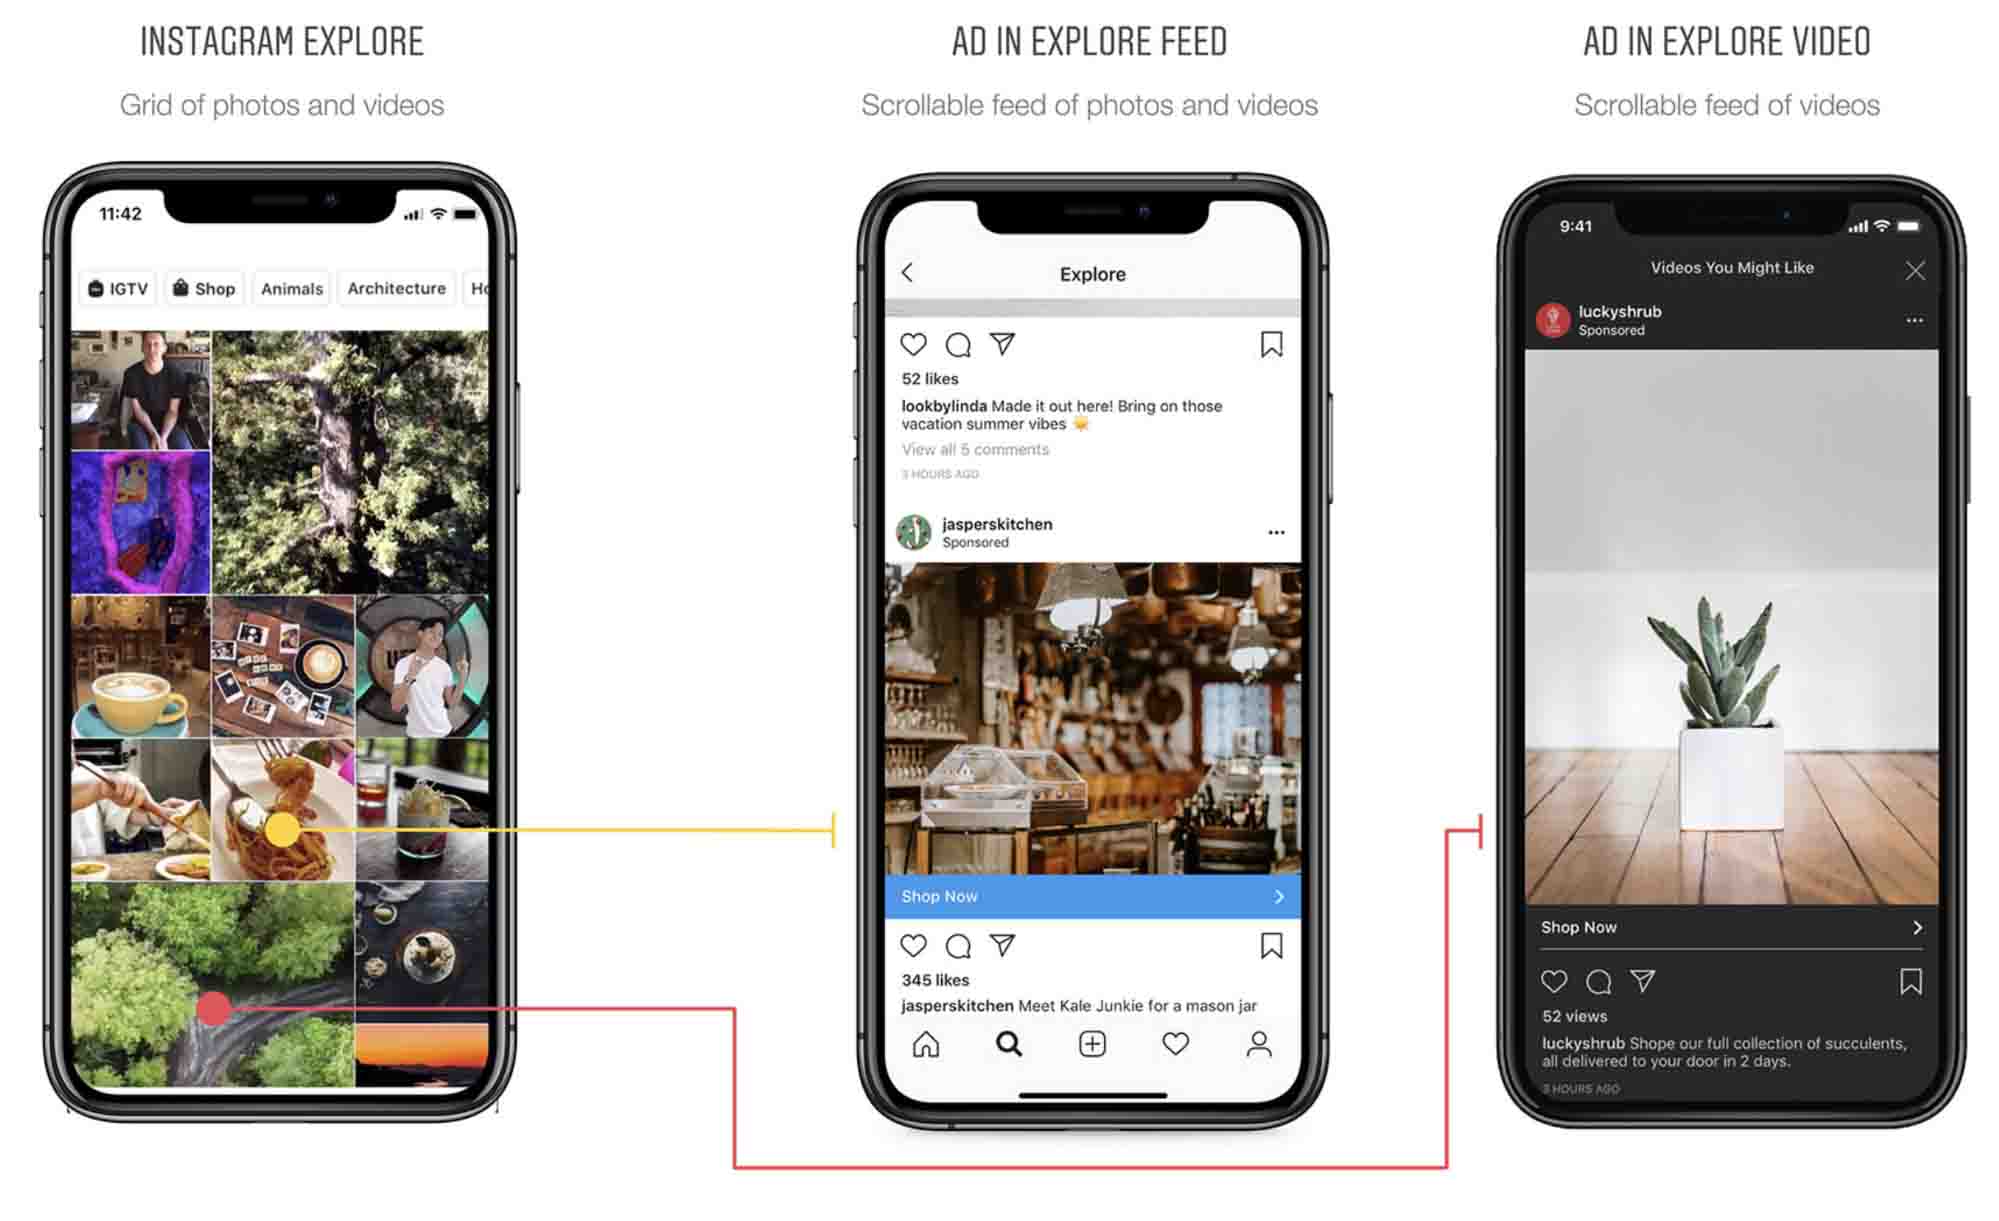 INSTAGRAM EXPLORE
Grid of photos and videos
11:42
IGTV
Shop
Animals
Architecture
Ho
AD IN EXPLORE FEED
Scrollable feed of photos and videos
Explore
52 likes
lookbylinda Made it out here! Bring on those
vacation summer vibes ☀️
View all 5 comments
3 HOURS AGO
jasperskitchen
Sponsored
Shop Now
345 likes
jasperskitchen Meet Kale Junkie for a mason jar
AD IN EXPLORE VIDEO
Scrollable feed of videos
9:41
Videos You Might Like
luckyshrub
Sponsored
Shop Now
52 views
luckyshrub Shope our full collection of succulents,
all delivered to your door in 2 days.
3 HOURS AGO